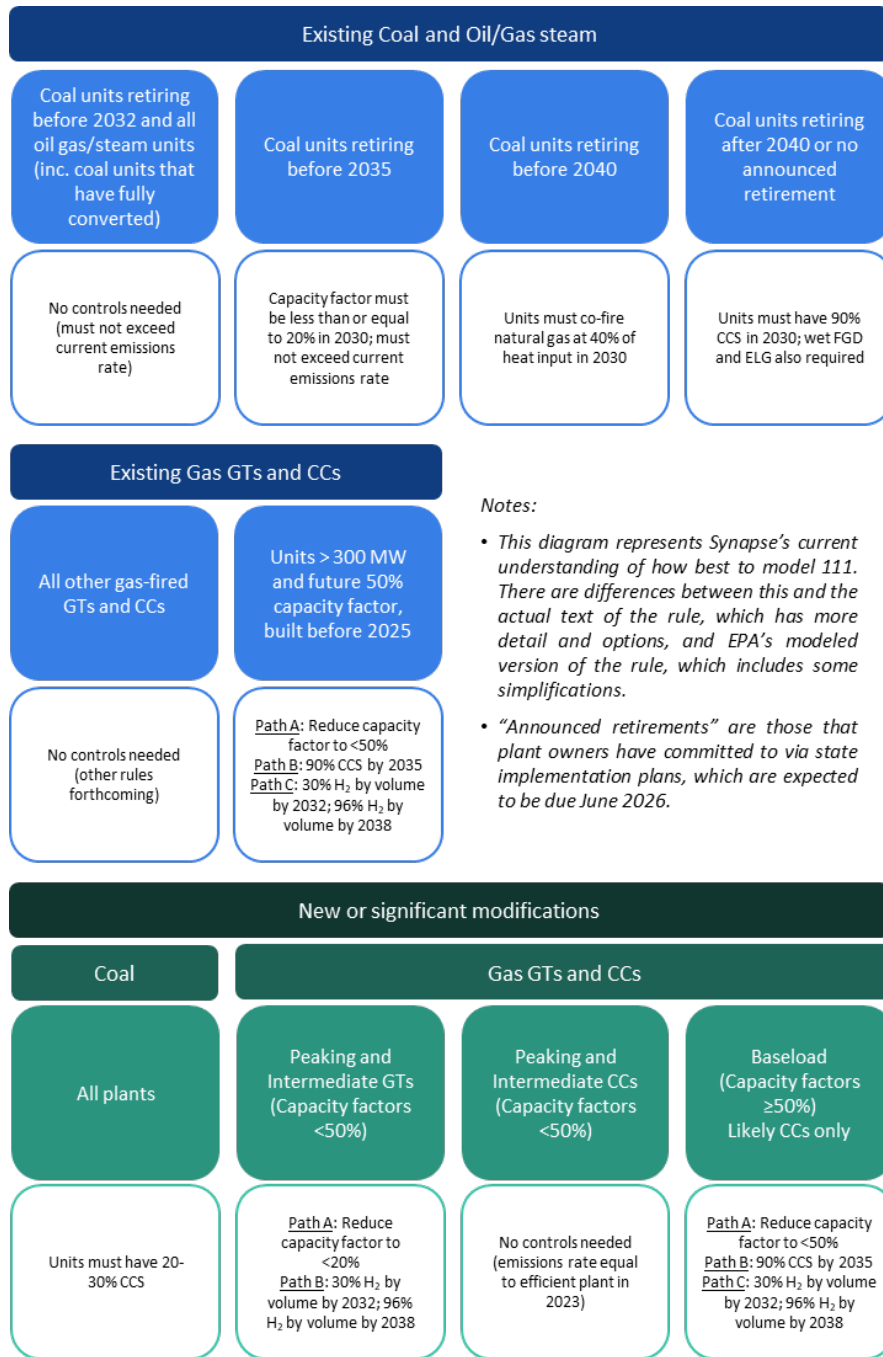 Existing Coal and Oil/Gas steam
Coal units retiring
before 2032 and all
oil gas/steam units
(inc. coal units that
have fully
converted)
Coal units retiring
before 2035
Coal units retiring
before 2040
Coal units retiring
after 2040 or no
announced
retirement
No controls needed
(must not exceed
current emissions
rate)
Capacity factor must
be less than or equal
to 20% in 2030; must
not exceed current
emissions rate
Units must co-fire
natural gas at 40% of
heat input in 2030
Units must have 90%
CCS in 2030; wet FGD
and ELG also required
Existing Gas GTs and CCs
All other gas-fired
GTs and CCs
Units > 300 MW
and future 50%
capacity factor,
built before 2025
No controls needed
(other rules
forthcoming)
Path A: Reduce capacity
factor to <50%
Path B: 90% CCS by 2035
Path C: 30% H₂ by volume
by 2032; 96% H₂ by
volume by 2038
Notes:
• This diagram represents Synapse's current
understanding of how best to model 111.
There are differences between this and the
actual text of the rule, which has more
detail and options, and EPA's modeled
version of the rule, which includes some
simplifications.
• "Announced retirements" are those that
plant owners have committed to via state
implementation plans, which are expected
to be due June 2026.
New or significant modifications
Coal
Gas GTs and CCs
All plants
Peaking and
Intermediate GTs
(Capacity factors
<50%)
Peaking and
Intermediate CCs
(Capacity factors
<50%)
Baseload
(Capacity factors
≥50%)
Likely CCs only
Units must have 20-
30% CCS
Path A: Reduce
capacity factor to
<20%
Path B: 30% H₂ by
volume by 2032; 96%
H₂ by volume by 2038
No controls needed
(emissions rate equal
to efficient plant in
2023)
Path A: Reduce capacity
factor to <50%
Path B: 90% CCS by 2035
Path C: 30% H₂ by volume
by 2032; 96% H₂ by
volume by 2038